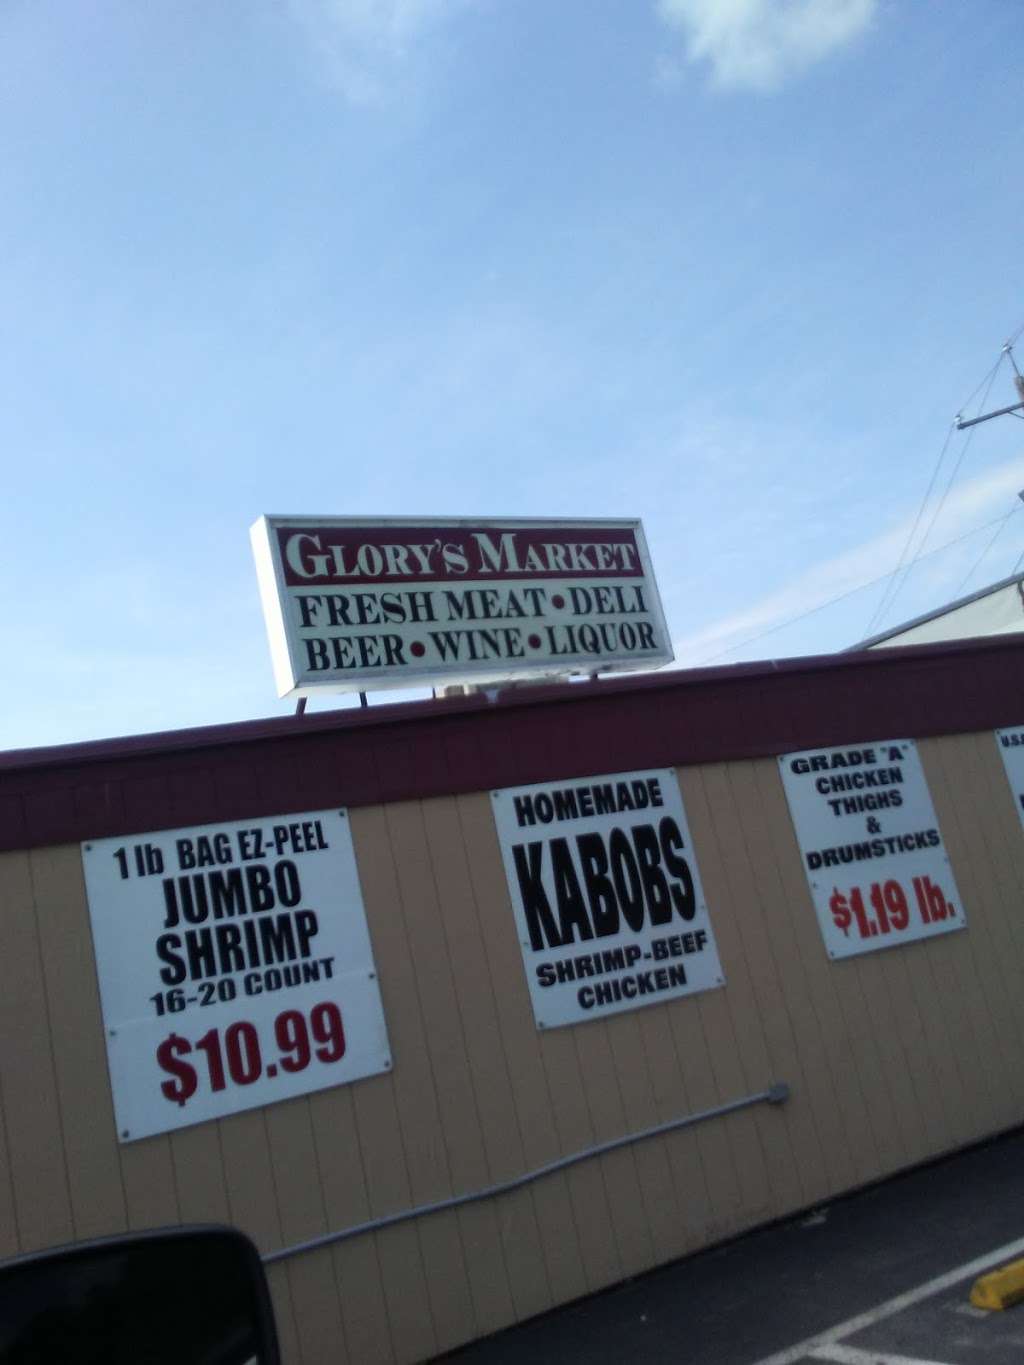 GLORY'S MARKET
FRESH MEAT • DELI
BEER • WINE • LIQUOR
1 lb BAG EZ-PEEL
JUMBO
SHRIMP
16-20 COUNT
$10.99
HOMEMADE
KABOBS
SHRIMP-BEEF
CHICKEN
GRADE "A"
CHICKEN
THIGHS
&
DRUMSTICKS
$1.19 lb.